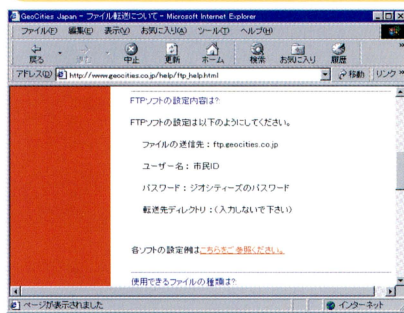 GeoCities Japan - ファイル転送について - Microsoft Internet Explorer
ファイル(F) 編集(E) 表示(V) お気に入り(A) ツール(T) ヘルプ(H)
戻る 進む 中止 更新 ホーム 検索 お気に入り 履歴
アドレス(D) http://www.geocities.co.jp/help/ftp_help.html 移動 リンク
FTPソフトの設定内容は?:
FTPソフトの設定は以下のようにしてください。
ファイルの送信先:ftp.geocities.co.jp
ユーザー名:市民ID
パスワード:ジオシティーズのパスワード
転送先ディレクトリ:(入力しないで下さい)
各ソフトの設定例はこちらをご参照ください。
使用できるファイルの種類は?:
ページが表示されました インターネット